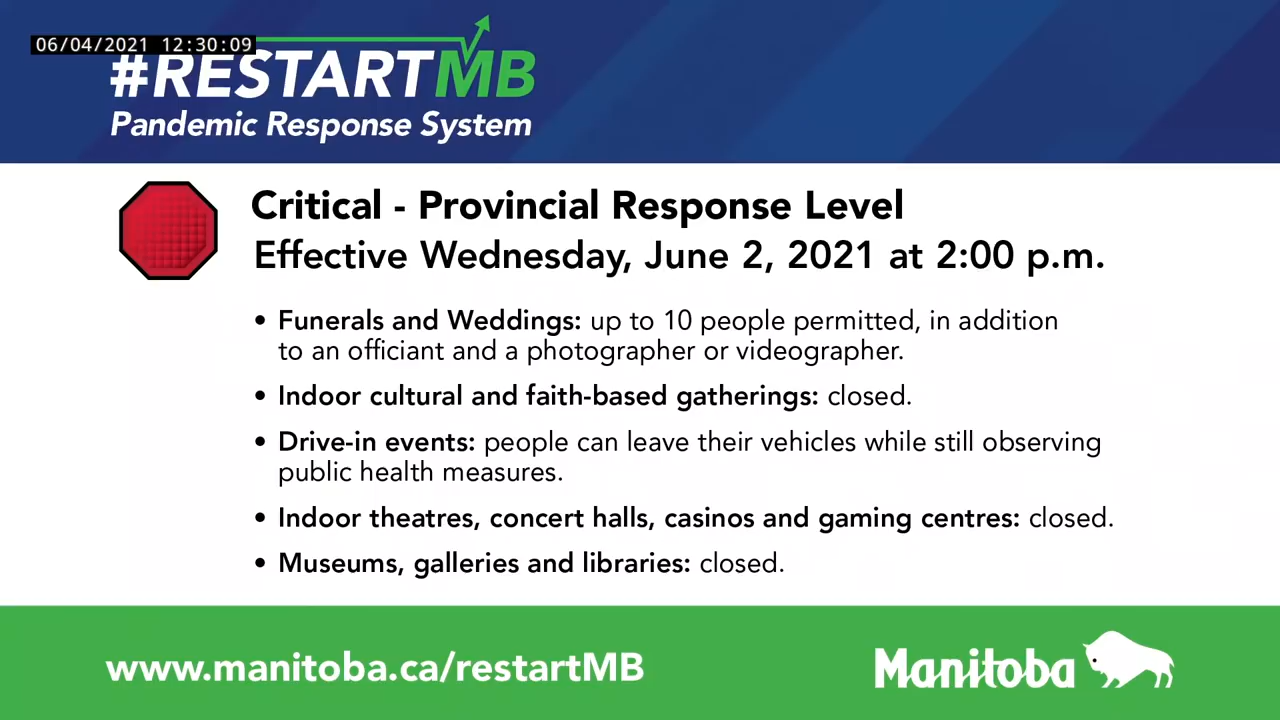 06/04/2021 12:30:09
#RESTARTMB
Pandemic Response System
Critical - Provincial Response Level
Effective Wednesday, June 2, 2021 at 2:00 p.m.
• Funerals and Weddings: up to 10 people permitted, in addition
to an officiant and a photographer or videographer.
• Indoor cultural and faith-based gatherings: closed.
• Drive-in events: people can leave their vehicles while still observing
public health measures.
• Indoor theatres, concert halls, casinos and gaming centres: closed.
• Museums, galleries and libraries: closed.
www.manitoba.ca/restartMB
Manitoba